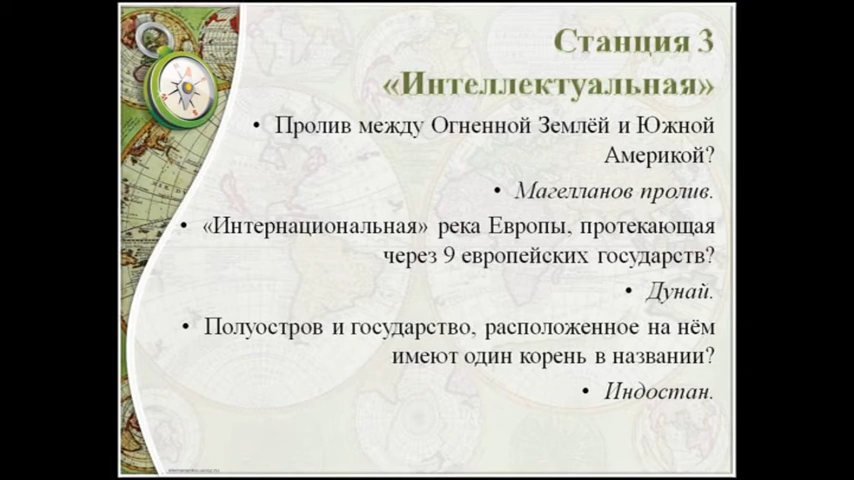 Станция 3
«Интеллектуальная»
• Пролив между Огненной Землёй и Южной
Америкой?
• Магелланов пролив.
• «Интернациональная» река Европы, протекающая
через 9 европейских государств?
• Дунай.
• Полуостров и государство, расположенное на нём
имеют один корень в названии?
• Индостан.